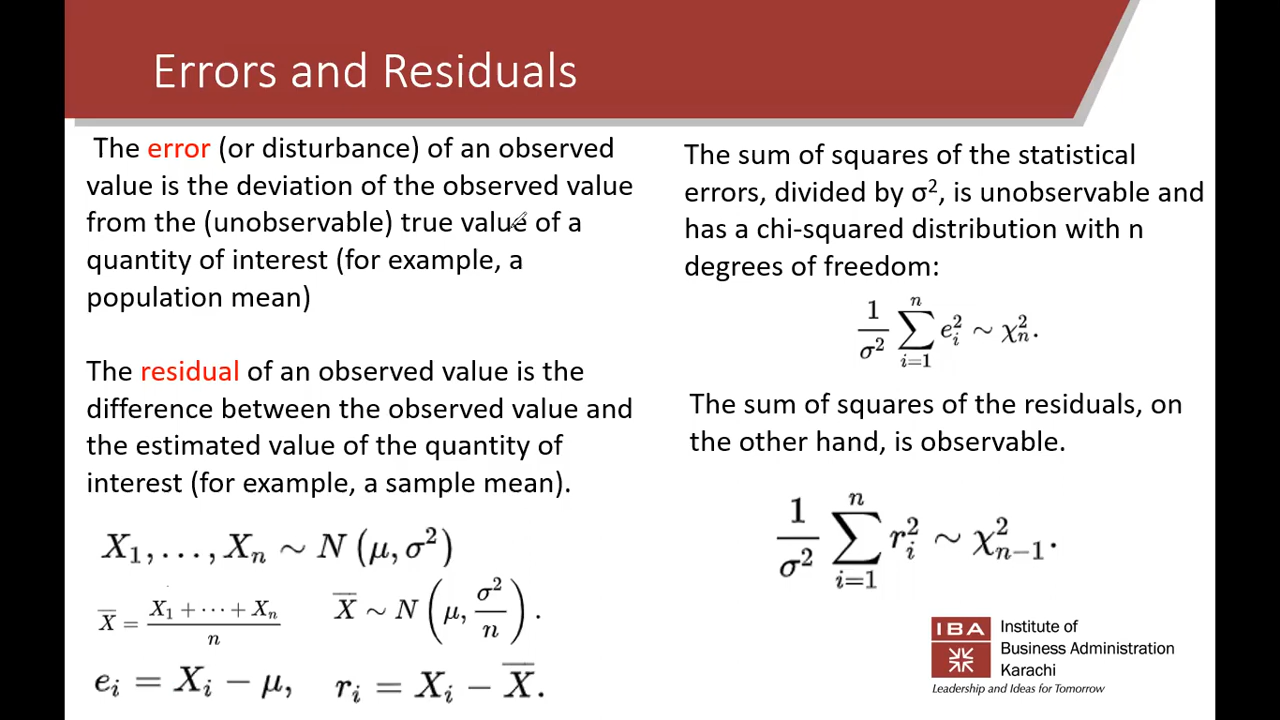 Errors and Residuals
The error (or disturbance) of an observed
value is the deviation of the observed value
from the (unobservable) true value of a
quantity of interest (for example, a
population mean)
The residual of an observed value is the
difference between the observed value and
the estimated value of the quantity of
interest (for example, a sample mean).
X₁, …, Xₙ ~ N (μ, σ²)
X̅ = (X₁ + ⋯ + Xₙ)/n    X̅ ~ N (μ, σ²/n).
eᵢ = Xᵢ − μ,    rᵢ = Xᵢ − X̅.
The sum of squares of the statistical
errors, divided by σ², is unobservable and
has a chi-squared distribution with n
degrees of freedom:
1/σ² ∑ᵢ₌₁ⁿ eᵢ² ~ χ²ₙ.
The sum of squares of the residuals, on
the other hand, is observable.
1/σ² ∑ᵢ₌₁ⁿ rᵢ² ~ χ²ₙ₋₁.
IBA
Institute of
Business Administration
Karachi
Leadership and Ideas for Tomorrow